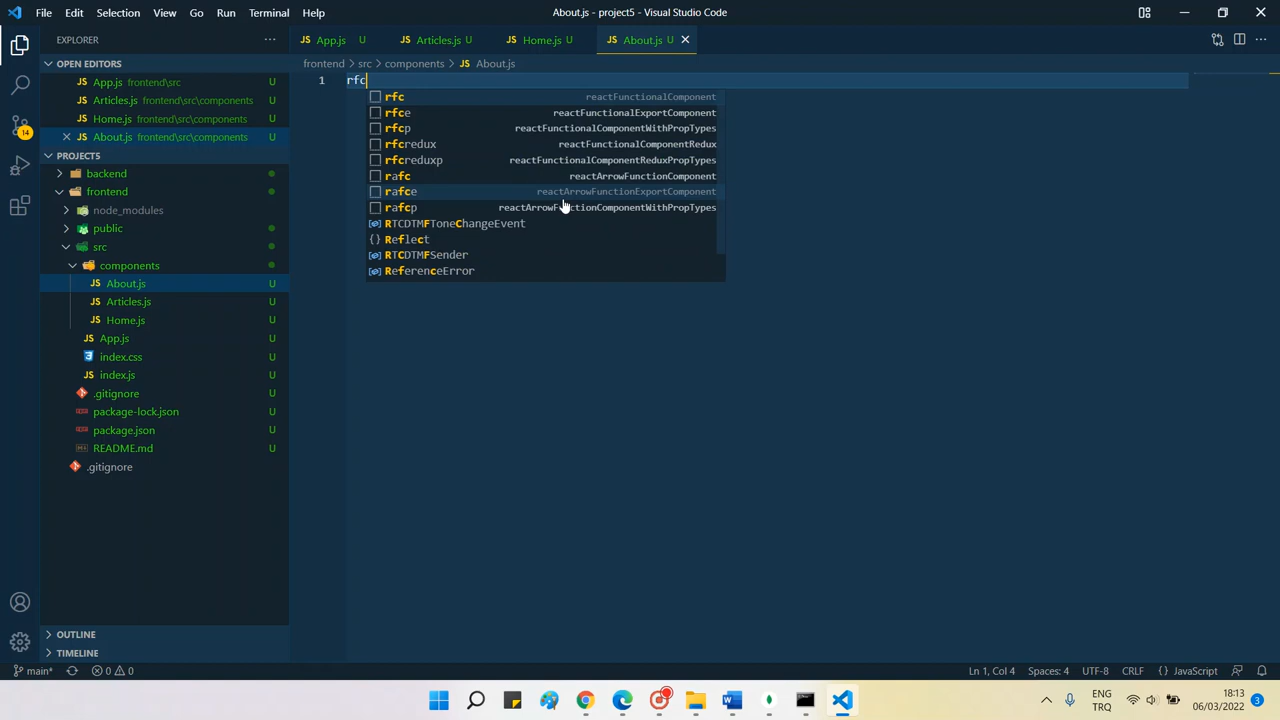 File Edit Selection View Go Run Terminal Help About.js - project5 - Visual Studio Code
EXPLORER ...
App.js U Articles.js U Home.js U About.js U
OPEN EDITORS
frontend > src > components > JS About.js
JS App.js frontend\src U
JS Articles.js frontend\src\components U
JS Home.js frontend\src\components U
JS About.js frontend\src\components U
PROJECT5
backend
frontend
node_modules
public
src
components
JS About.js U
JS Articles.js U
JS Home.js U
JS App.js U
index.css U
JS index.js U
.gitignore U
package-lock.json U
package.json U
README.md U
.gitignore
OUTLINE
TIMELINE
1 rfc
rfc reactFunctionalComponent
rfce reactFunctionalExportComponent
rfcp reactFunctionalComponentWithPropTypes
rfcredux reactFunctionalComponentRedux
rfcreduxp reactFunctionalComponentReduxPropTypes
rafc reactArrowFunctionComponent
rafce reactArrowFunctionExportComponent
rafcp reactArrowFunctionComponentWithPropTypes
RTCDTMFToneChangeEvent
{} Reflect
RTCDTMFSender
ReferenceError
14
main* 0 0 Ln 1, Col 4 Spaces: 4 UTF-8 CRLF {} JavaScript
ENG
TRQ
18:13
06/03/2022
3